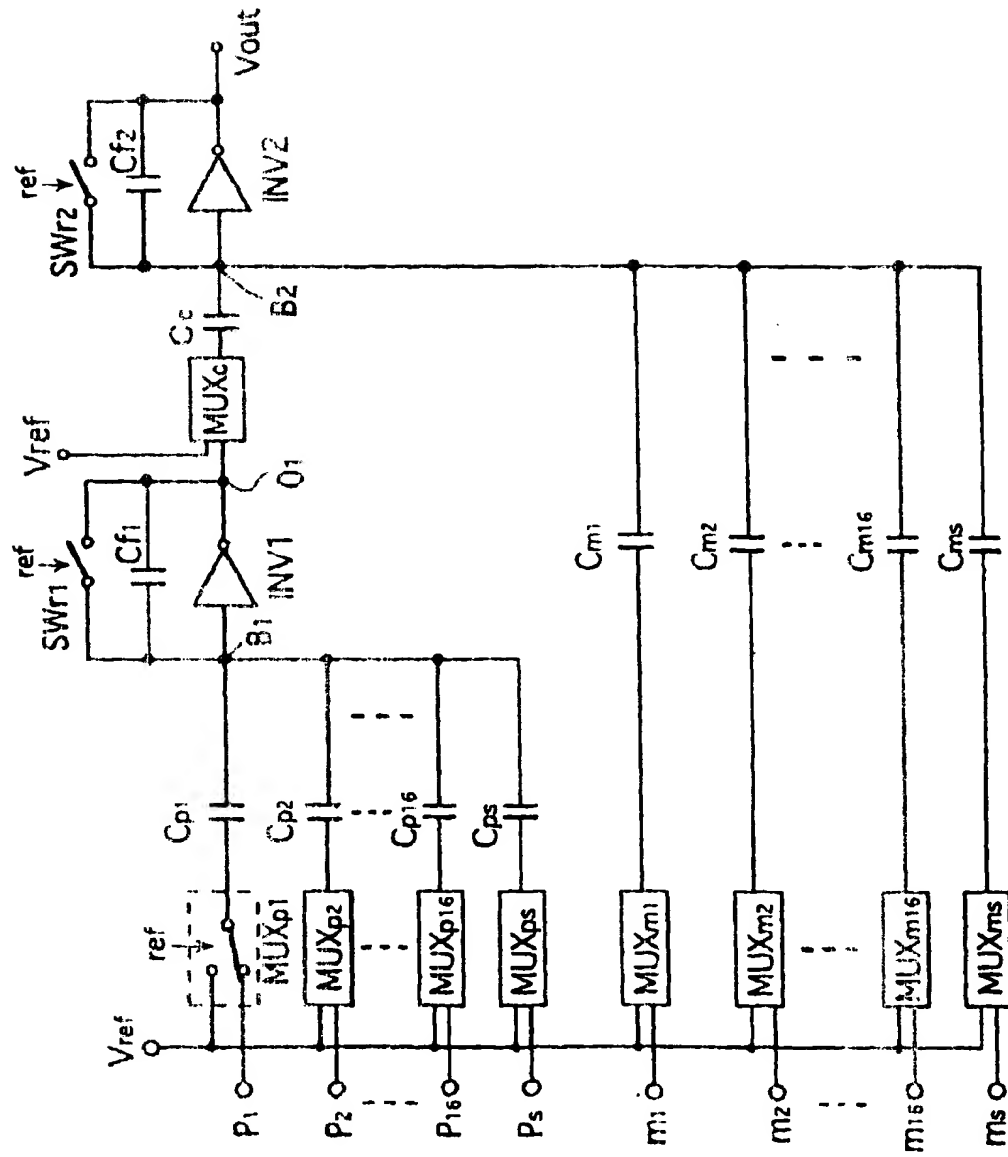 ref
SWr2
Cf2
INV2
Vout
B2
Cc
MUXc
Vref
O1
ref
SWr1
Cf1
INV1
B1
Cp1
Cp2
Cp16
Cps
Cm1
Cm2
Cm16
Cms
ref
MUXp1
MUXp2
MUXp16
MUXps
MUXm1
MUXm2
MUXm16
MUXms
Vref
P1
P2
P16
Ps
m1
m2
m16
ms